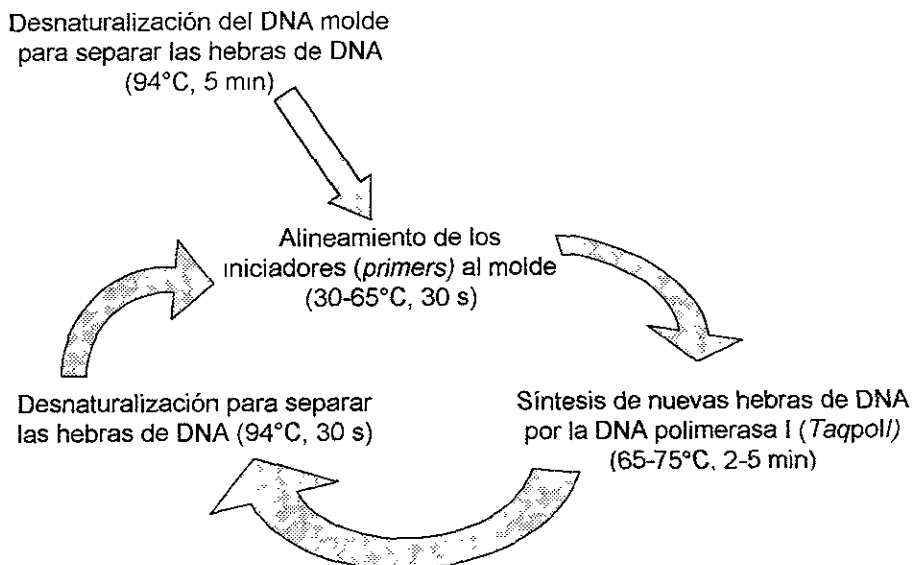 Desnaturalización del DNA molde
para separar las hebras de DNA
(94°C, 5 min)
Alineamiento de los
iniciadores (primers) al molde
(30-65°C, 30 s)
Desnaturalización para separar
las hebras de DNA (94°C, 30 s)
Síntesis de nuevas hebras de DNA
por la DNA polimerasa I (TaqpolI)
(65-75°C, 2-5 min)